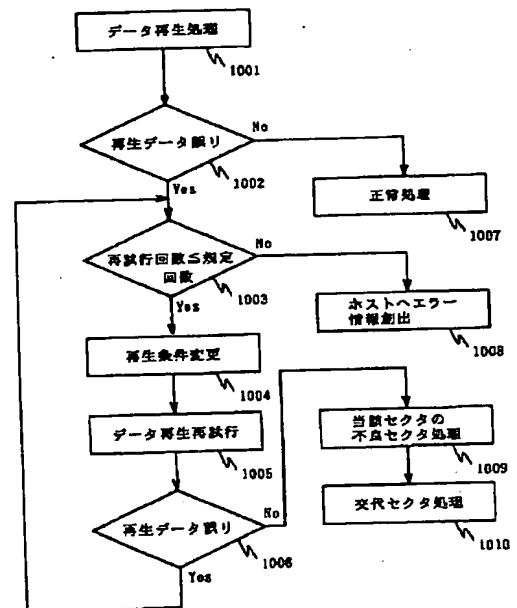 データ再生処理
1001
再生データ誤り
No
1002
Yes
正常処理
1007
再試行回数≦規定
回数
No
1003
Yes
ホストヘエラー
情報創出
1008
再生条件変更
1004
データ再生再試行
1005
当該セクタの
不良セクタ処理
1009
再生データ誤り
No
1006
Yes
交代セクタ処理
1010